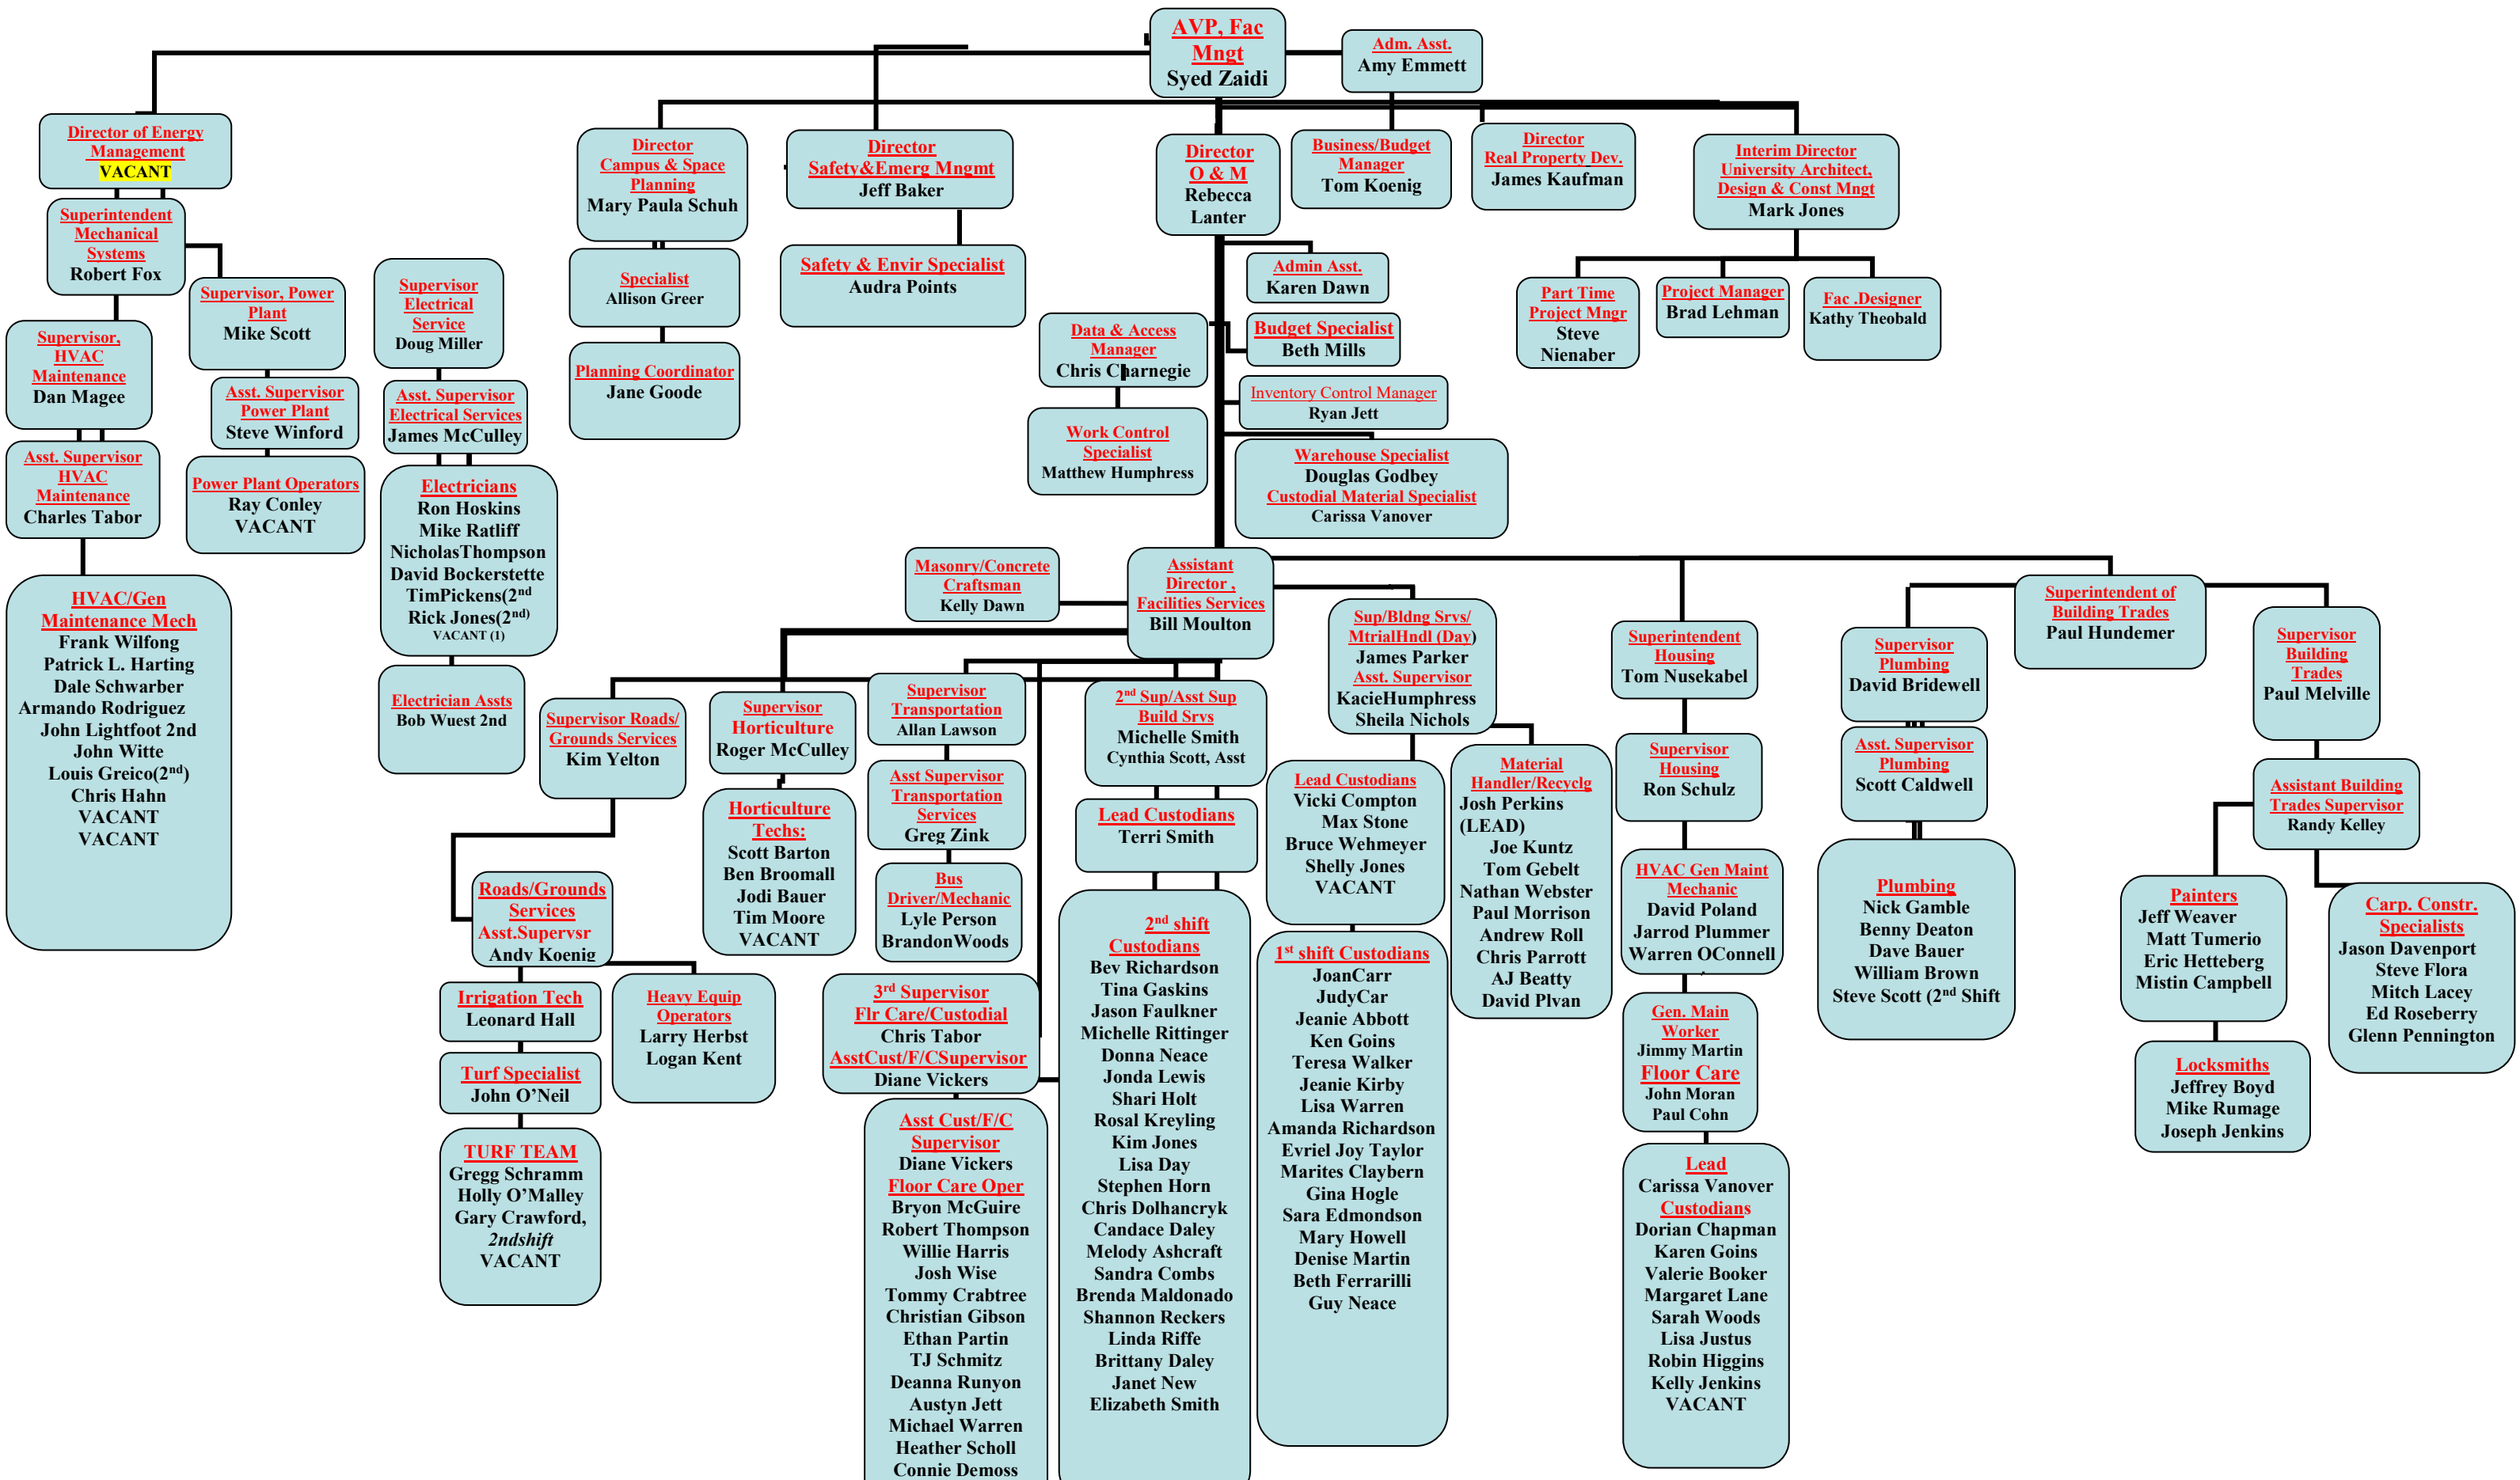 AVP, Fac
Mngt
Syed Zaidi
Adm. Asst.
Amy Emmett
Director of Energy
Management
VACANT
Director
Campus & Space
Planning
Mary Paula Schuh
Director
Safety&Emerg Mngmt
Jeff Baker
Director
O & M
Rebecca
Lanter
Business/Budget
Manager
Tom Koenig
Director
Real Property Dev.
James Kaufman
Interim Director
University Architect,
Design & Const Mngt
Mark Jones
Superintendent
Mechanical
Systems
Robert Fox
Supervisor, Power
Plant
Mike Scott
Supervisor
Electrical
Service
Doug Miller
Specialist
Allison Greer
Safety & Envir Specialist
Audra Points
Admin Asst.
Karen Dawn
Part Time
Project Mngr
Steve
Nienaber
Project Manager
Brad Lehman
Fac .Designer
Kathy Theobald
Supervisor,
HVAC
Maintenance
Dan Magee
Data & Access
Manager
Chris Charnegie
Budget Specialist
Beth Mills
Asst. Supervisor
Power Plant
Steve Winford
Asst. Supervisor
Electrical Services
James McCulley
Planning Coordinator
Jane Goode
Inventory Control Manager
Ryan Jett
Work Control
Specialist
Matthew Humphress
Asst. Supervisor
HVAC
Maintenance
Charles Tabor
Power Plant Operators
Ray Conley
VACANT
Electricians
Ron Hoskins
Mike Ratliff
NicholasThompson
David Bockerstette
TimPickens(2nd
Rick Jones(2nd)
VACANT (1)
Warehouse Specialist
Douglas Godbey
Custodial Material Specialist
Carissa Vanover
HVAC/Gen
Maintenance Mech
Frank Wilfong
Patrick L. Harting
Dale Schwarber
Armando Rodriguez
John Lightfoot 2nd
John Witte
Louis Greico(2nd)
Chris Hahn
VACANT
VACANT
Electrician Assts
Bob Wuest 2nd
Masonry/Concrete
Craftsman
Kelly Dawn
Assistant
Director ,
Facilities Services
Bill Moulton
Sup/Bldng Srvs/
MtrialHndl (Day)
James Parker
Asst. Supervisor
KacieHumphress
Sheila Nichols
Superintendent
Housing
Tom Nusekabel
Superintendent of
Building Trades
Paul Hundemer
Supervisor
Plumbing
David Bridewell
Supervisor
Building
Trades
Paul Melville
Supervisor Roads/
Grounds Services
Kim Yelton
Supervisor
Horticulture
Roger McCulley
Supervisor
Transportation
Allan Lawson
2nd Sup/Asst Sup
Build Srvs
Michelle Smith
Cynthia Scott, Asst
Asst Supervisor
Transportation
Services
Greg Zink
Lead Custodians
Terri Smith
Lead Custodians
Vicki Compton
Max Stone
Bruce Wehmeyer
Shelly Jones
VACANT
Material
Handler/Recyclg
Josh Perkins
(LEAD)
Joe Kuntz
Tom Gebelt
Nathan Webster
Paul Morrison
Andrew Roll
Chris Parrott
AJ Beatty
David Plvan
Supervisor
Housing
Ron Schulz
Asst. Supervisor
Plumbing
Scott Caldwell
Assistant Building
Trades Supervisor
Randy Kelley
Horticulture
Techs:
Scott Barton
Ben Broomall
Jodi Bauer
Tim Moore
VACANT
Bus
Driver/Mechanic
Lyle Person
BrandonWoods
Roads/Grounds
Services
Asst.Supervsr
Andy Koenig
HVAC Gen Maint
Mechanic
David Poland
Jarrod Plummer
Warren OConnell
Plumbing
Nick Gamble
Benny Deaton
Dave Bauer
William Brown
Steve Scott (2nd Shift
Painters
Jeff Weaver
Matt Tumerio
Eric Hetteberg
Mistin Campbell
Carp. Constr.
Specialists
Jason Davenport
Steve Flora
Mitch Lacey
Ed Roseberry
Glenn Pennington
Irrigation Tech
Leonard Hall
Heavy Equip
Operators
Larry Herbst
Logan Kent
3rd Supervisor
Flr Care/Custodial
Chris Tabor
AsstCust/F/CSupervisor
Diane Vickers
2nd shift
Custodians
Bev Richardson
Tina Gaskins
Jason Faulkner
Michelle Rittinger
Donna Neace
Jonda Lewis
Shari Holt
Rosal Kreyling
Kim Jones
Lisa Day
Stephen Horn
Chris Dolhancryk
Candace Daley
Melody Ashcraft
Sandra Combs
Brenda Maldonado
Shannon Reckers
Linda Riffe
Brittany Daley
Janet New
Elizabeth Smith
1st shift Custodians
JoanCarr
JudyCar
Jeanie Abbott
Ken Goins
Teresa Walker
Jeanie Kirby
Lisa Warren
Amanda Richardson
Evriel Joy Taylor
Marites Claybern
Gina Hogle
Sara Edmondson
Mary Howell
Denise Martin
Beth Ferrarilli
Guy Neace
Gen. Main
Worker
Jimmy Martin
Floor Care
John Moran
Paul Cohn
Locksmiths
Jeffrey Boyd
Mike Rumage
Joseph Jenkins
Turf Specialist
John O’Neil
TURF TEAM
Gregg Schramm
Holly O’Malley
Gary Crawford,
2ndshift
VACANT
Asst Cust/F/C
Supervisor
Diane Vickers
Floor Care Oper
Bryon McGuire
Robert Thompson
Willie Harris
Josh Wise
Tommy Crabtree
Christian Gibson
Ethan Partin
TJ Schmitz
Deanna Runyon
Austyn Jett
Michael Warren
Heather Scholl
Connie Demoss
Lead
Carissa Vanover
Custodians
Dorian Chapman
Karen Goins
Valerie Booker
Margaret Lane
Sarah Woods
Lisa Justus
Robin Higgins
Kelly Jenkins
VACANT